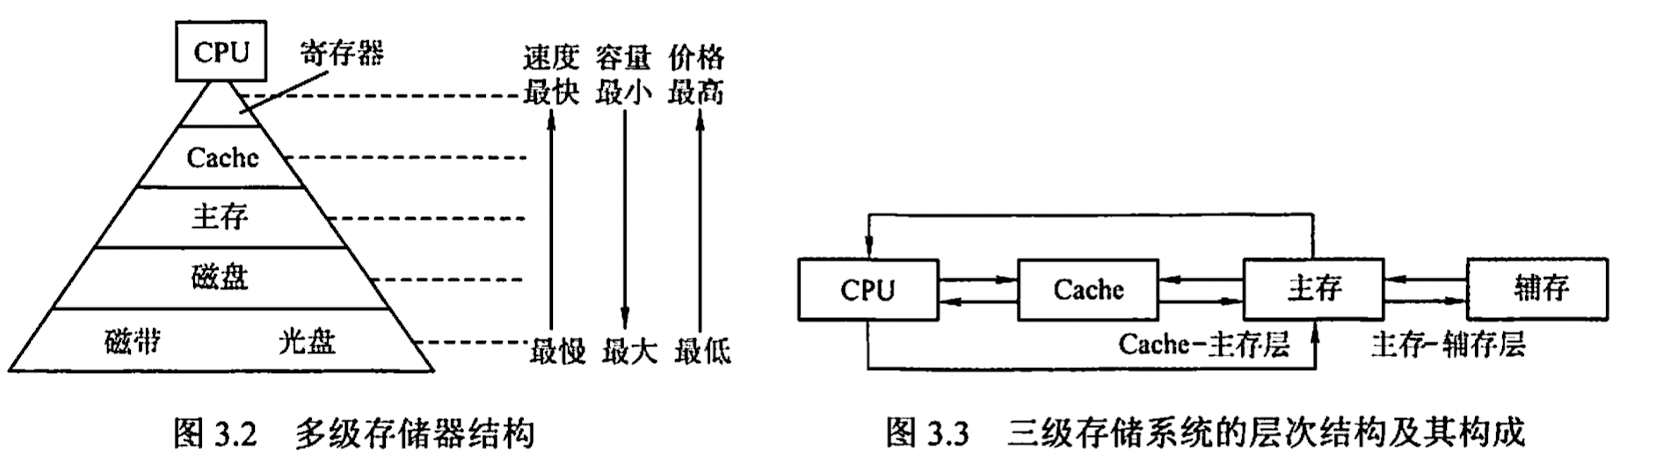 CPU
寄存器
速度 容量 价格
最快 最小 最高
Cache
主存
磁盘
磁带 光盘
最慢 最大 最低
图 3.2 多级存储器结构
CPU
Cache
主存
辅存
Cache-主存层
主存-辅存层
图 3.3 三级存储系统的层次结构及其构成